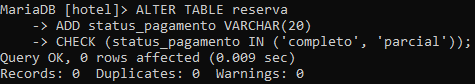 MariaDB [hotel]> ALTER TABLE reserva
    -> ADD status_pagamento VARCHAR(20)
    -> CHECK (status_pagamento IN ('completo', 'parcial'));
Query OK, 0 rows affected (0.009 sec)
Records: 0  Duplicates: 0  Warnings: 0